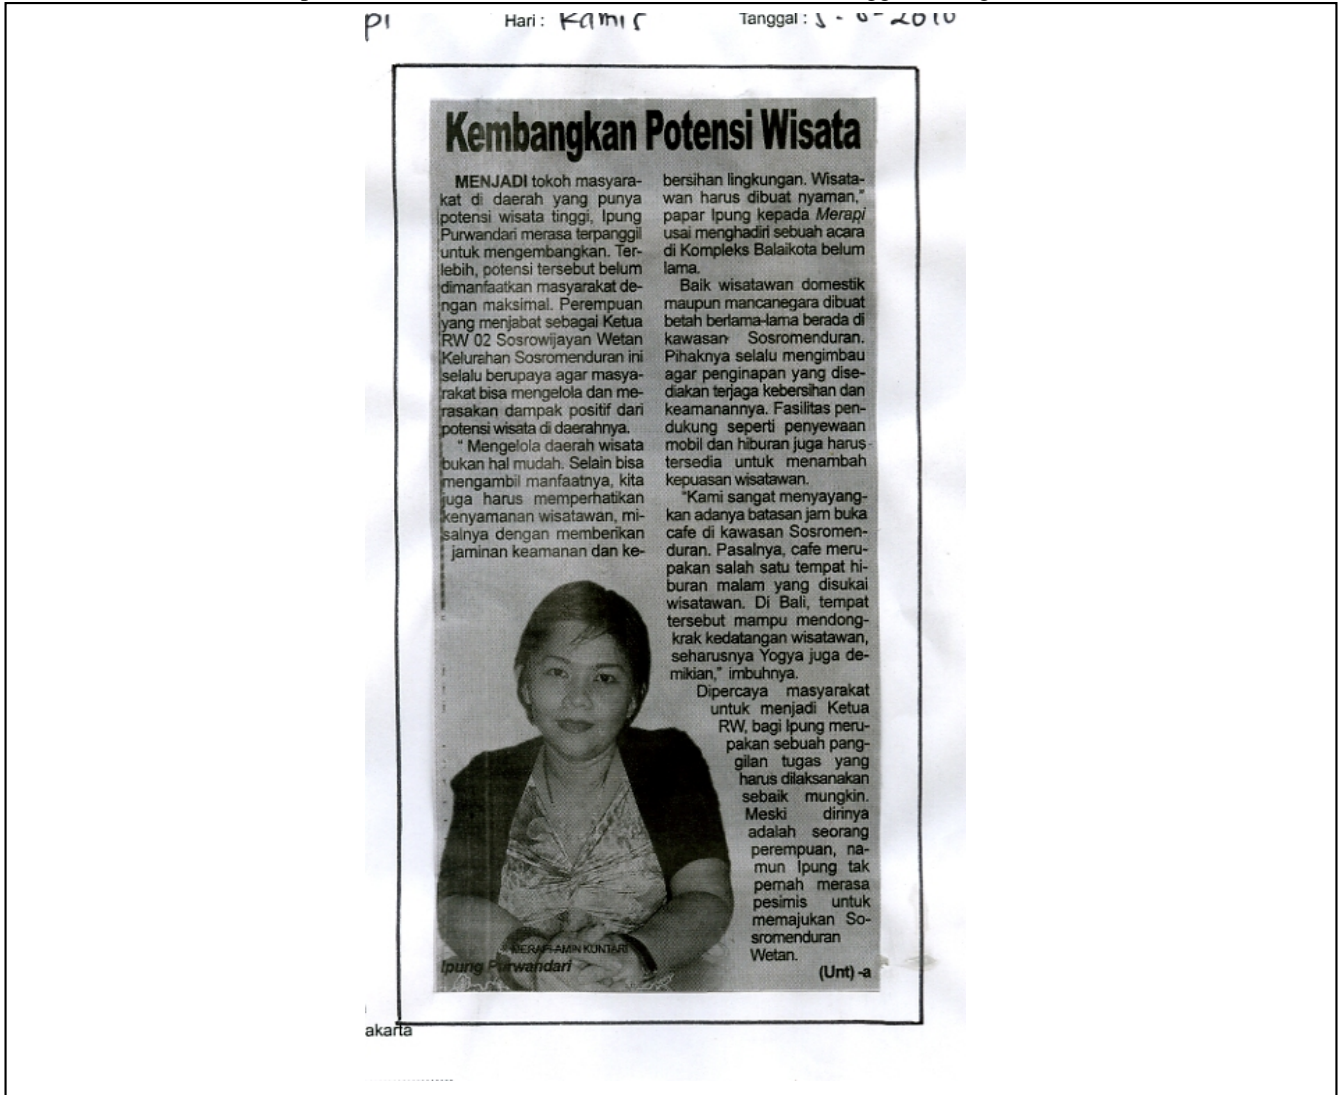 pi
Hari : Kamis
Tanggal : 5 - 8 - 2010
Kembangkan Potensi Wisata
MENJADI tokoh masyara-
kat di daerah yang punya
potensi wisata tinggi, Ipung
Purwandari merasa terpanggil
untuk mengembangkan. Ter-
lebih, potensi tersebut belum
dimanfaatkan masyarakat de-
ngan maksimal. Perempuan
yang menjabat sebagai Ketua
RW 02 Sosrowijayan Wetan
Kelurahan Sosromenduran ini
selalu berupaya agar masya-
rakat bisa mengelola dan me-
rasakan dampak positif dari
potensi wisata di daerahnya.
" Mengelola daerah wisata
bukan hal mudah. Selain bisa
mengambil manfaatnya, kita
juga harus memperhatikan
kenyamanan wisatawan, mi-
salnya dengan memberikan
jaminan keamanan dan ke-
bersihan lingkungan. Wisata-
wan harus dibuat nyaman,"
papar Ipung kepada Merapi
usai menghadiri sebuah acara
di Kompleks Balaikota belum
lama.
Baik wisatawan domestik
maupun mancanegara dibuat
betah berlama-lama berada di
kawasan Sosromenduran.
Pihaknya selalu mengimbau
agar penginapan yang dise-
diakan terjaga kebersihan dan
keamanannya. Fasilitas pen-
dukung seperti penyewaan
mobil dan hiburan juga harus
tersedia untuk menambah
kepuasan wisatawan.
"Kami sangat menyayang-
kan adanya batasan jam buka
cafe di kawasan Sosromen-
duran. Pasalnya, cafe meru-
pakan salah satu tempat hi-
buran malam yang disukai
wisatawan. Di Bali, tempat
tersebut mampu mendong-
krak kedatangan wisatawan,
seharusnya Yogya juga de-
mikian," imbuhnya.
Dipercaya masyarakat
untuk menjadi Ketua
RW, bagi Ipung meru-
pakan sebuah pang-
gilan tugas yang
harus dilaksanakan
sebaik mungkin.
Meski dirinya
adalah seorang
perempuan, na-
mun Ipung tak
pernah merasa
pesimis untuk
memajukan So-
sromenduran
Wetan.
(Unt) -a
MERAPI-AMIN KUNTARI
Ipung Purwandari
akarta